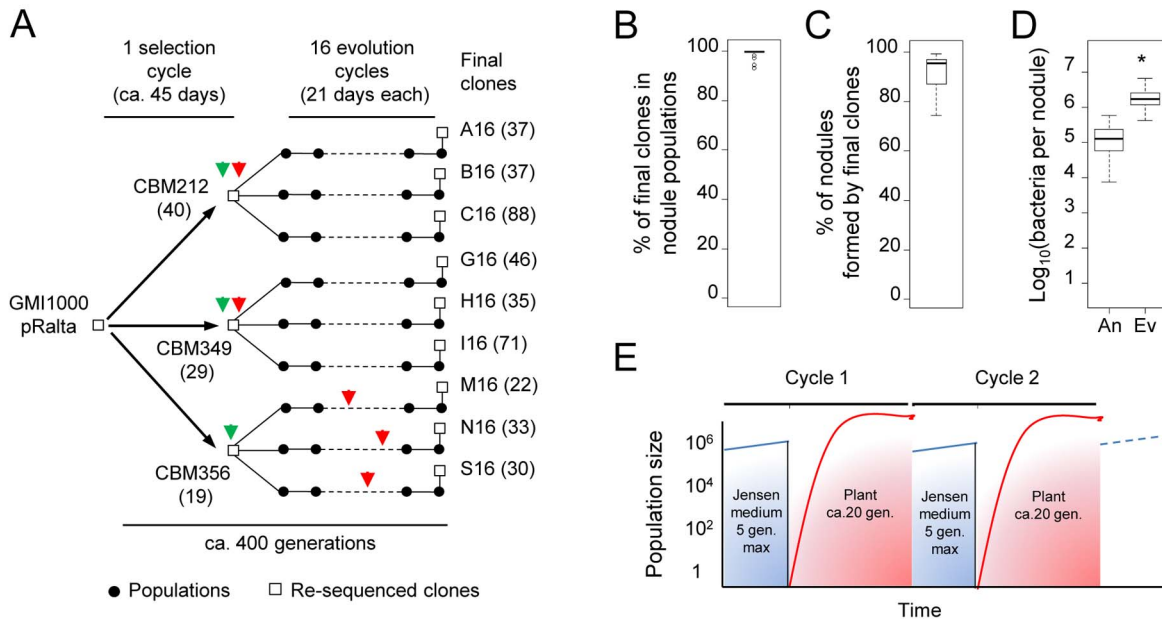 A
1 selection
cycle
(ca. 45 days)
16 evolution
cycles
(21 days each)
Final
clones
A16 (37)
B16 (37)
C16 (88)
G16 (46)
H16 (35)
I16 (71)
M16 (22)
N16 (33)
S16 (30)
CBM212
(40)
GMI1000
pRalta
CBM349
(29)
CBM356
(19)
ca. 400 generations
Populations
Re-sequenced clones
B
% of final clones in
nodule populations
100
80
60
40
20
0
C
% of nodules
formed by final clones
100
80
60
40
20
0
D
Log10(bacteria per nodule)
7
6
5
4
3
2
1
*
An
Ev
E
Cycle 1
Cycle 2
Population size
10^6
10^4
10^2
1
Jensen
medium
5 gen.
max
Plant
ca.20 gen.
Jensen
medium
5 gen.
max
Plant
ca.20 gen.
Time